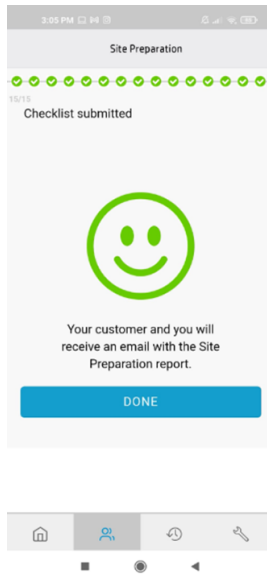 3:05 PM
Site Preparation
15/15
Checklist submitted
Your customer and you will
receive an email with the Site
Preparation report.
DONE